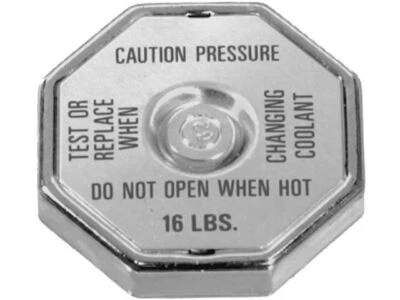 CAUTION PRESSURE
TEST OR
REPLACE
WHEN
CHANGING
COOLANT
DO NOT OPEN WHEN HOT
16 LBS.